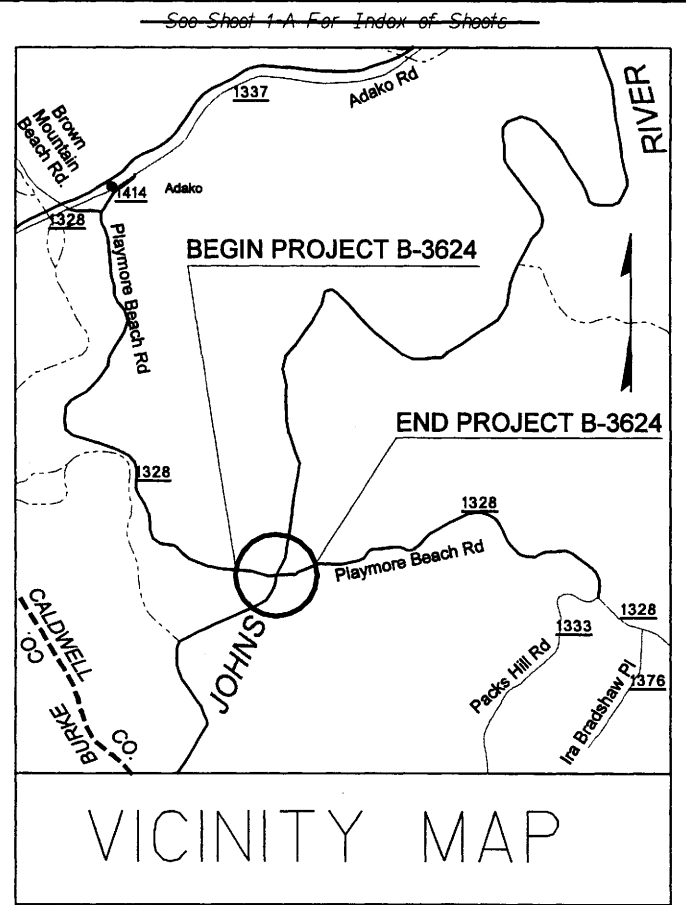 See Sheet 1-A For Index of Sheets
1337
Adako Rd
RIVER
Brown
Mountain
Beach Rd.
1414
Adako
1328
Playmore Beach Rd
BEGIN PROJECT B-3624
END PROJECT B-3624
1328
1328
Playmore Beach Rd
JOHNS
CALDWELL
CO.
BURKE
CO.
1333
1328
Packs Hill Rd
1376
Ira Bradshaw Pl
VICINITY MAP